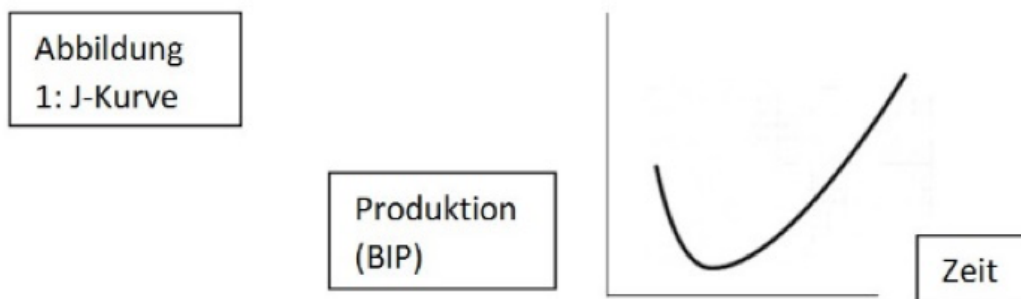 Abbildung
1: J-Kurve
Produktion
(BIP)
Zeit